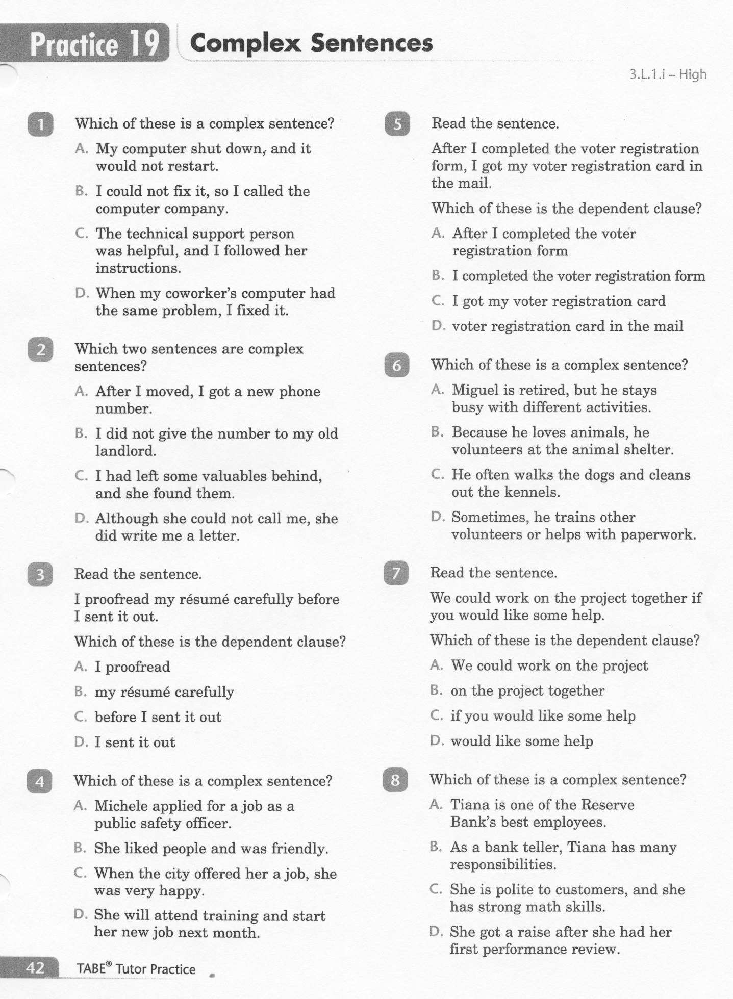 Practice 19
Complex Sentences
3.L.1.i – High
1
Which of these is a complex sentence?
A. My computer shut down, and it
would not restart.
B. I could not fix it, so I called the
computer company.
C. The technical support person
was helpful, and I followed her
instructions.
D. When my coworker’s computer had
the same problem, I fixed it.
2
Which two sentences are complex
sentences?
A. After I moved, I got a new phone
number.
B. I did not give the number to my old
landlord.
C. I had left some valuables behind,
and she found them.
D. Although she could not call me, she
did write me a letter.
3
Read the sentence.
I proofread my résumé carefully before
I sent it out.
Which of these is the dependent clause?
A. I proofread
B. my résumé carefully
C. before I sent it out
D. I sent it out
4
Which of these is a complex sentence?
A. Michele applied for a job as a
public safety officer.
B. She liked people and was friendly.
C. When the city offered her a job, she
was very happy.
D. She will attend training and start
her new job next month.
5
Read the sentence.
After I completed the voter registration
form, I got my voter registration card in
the mail.
Which of these is the dependent clause?
A. After I completed the voter
registration form
B. I completed the voter registration form
C. I got my voter registration card
D. voter registration card in the mail
6
Which of these is a complex sentence?
A. Miguel is retired, but he stays
busy with different activities.
B. Because he loves animals, he
volunteers at the animal shelter.
C. He often walks the dogs and cleans
out the kennels.
D. Sometimes, he trains other
volunteers or helps with paperwork.
7
Read the sentence.
We could work on the project together if
you would like some help.
Which of these is the dependent clause?
A. We could work on the project
B. on the project together
C. if you would like some help
D. would like some help
8
Which of these is a complex sentence?
A. Tiana is one of the Reserve
Bank’s best employees.
B. As a bank teller, Tiana has many
responsibilities.
C. She is polite to customers, and she
has strong math skills.
D. She got a raise after she had her
first performance review.
42
TABE® Tutor Practice